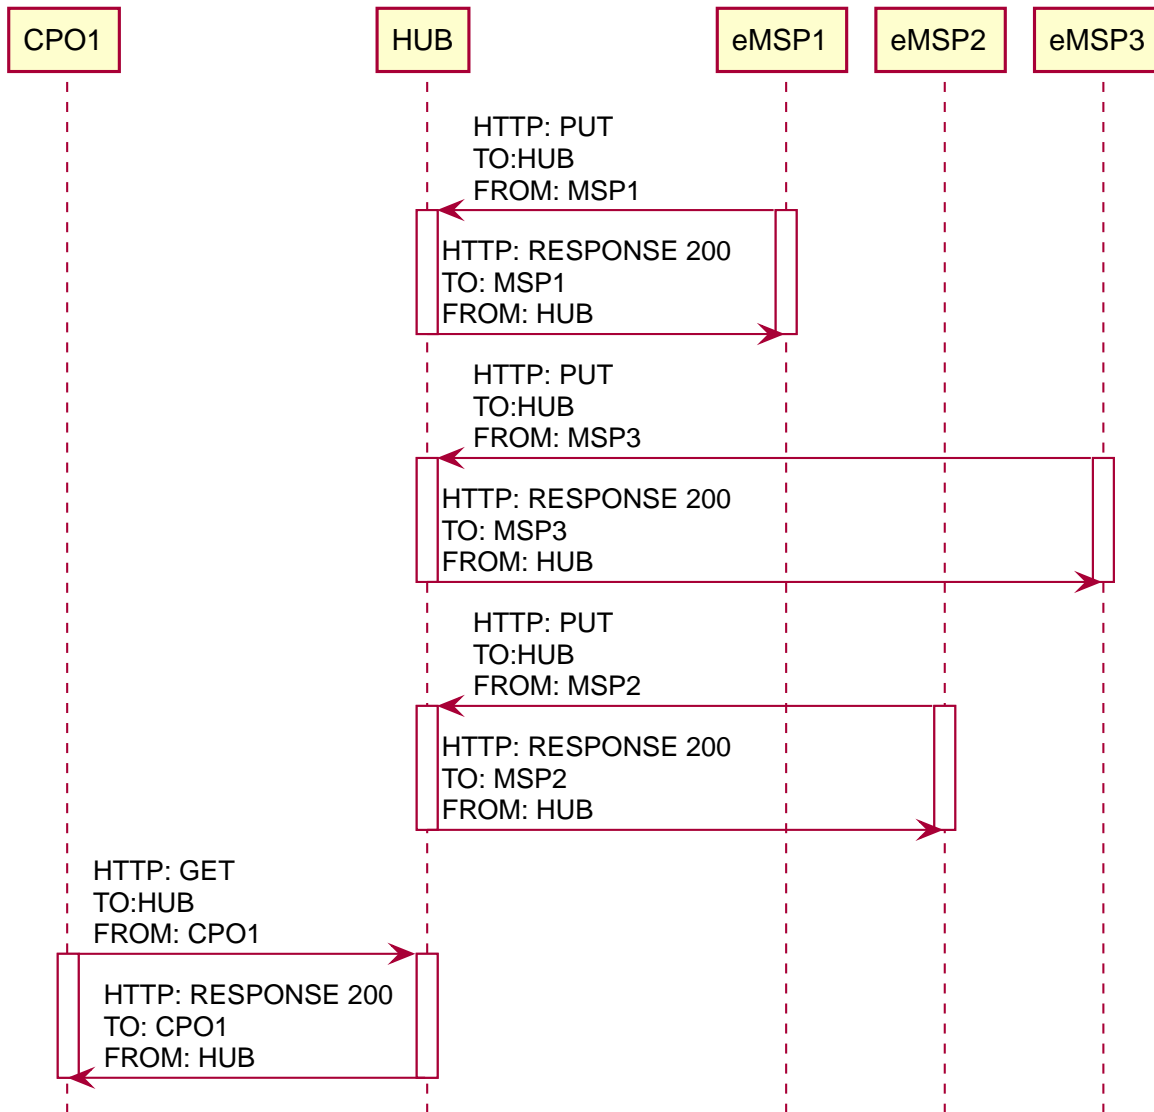 CPO1
HUB
eMSP1
eMSP2
eMSP3
HTTP: PUT
TO:HUB
FROM: MSP1
HTTP: RESPONSE 200
TO: MSP1
FROM: HUB
HTTP: PUT
TO:HUB
FROM: MSP3
HTTP: RESPONSE 200
TO: MSP3
FROM: HUB
HTTP: PUT
TO:HUB
FROM: MSP2
HTTP: RESPONSE 200
TO: MSP2
FROM: HUB
HTTP: GET
TO:HUB
FROM: CPO1
HTTP: RESPONSE 200
TO: CPO1
FROM: HUB